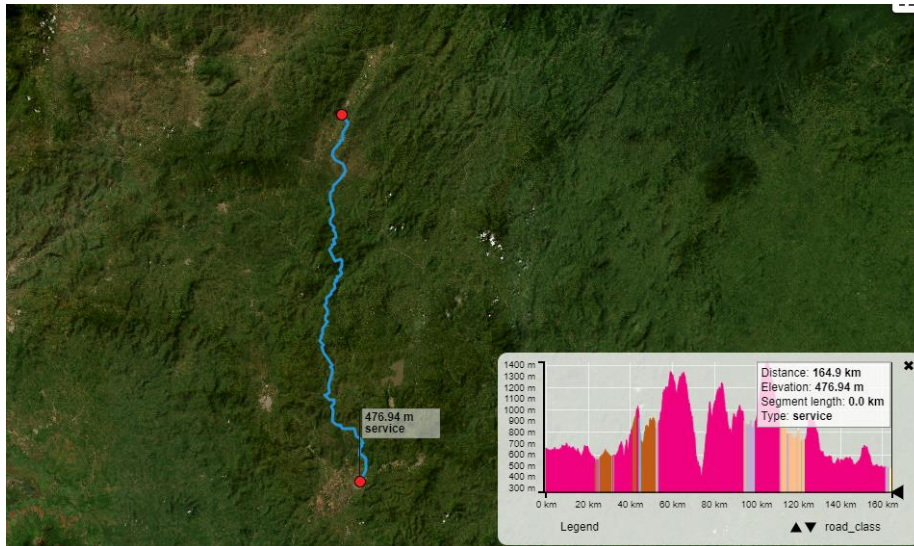 476.94 m
service
1400 m
1300 m
1200 m
1100 m
1000 m
900 m
800 m
700 m
600 m
500 m
400 m
300 m
Distance: 164.9 km
Elevation: 476.94 m
Segment length: 0.0 km
Type: service
0 km 20 km 40 km 60 km 80 km 100 km 120 km 140 km 160 km
Legend road_class